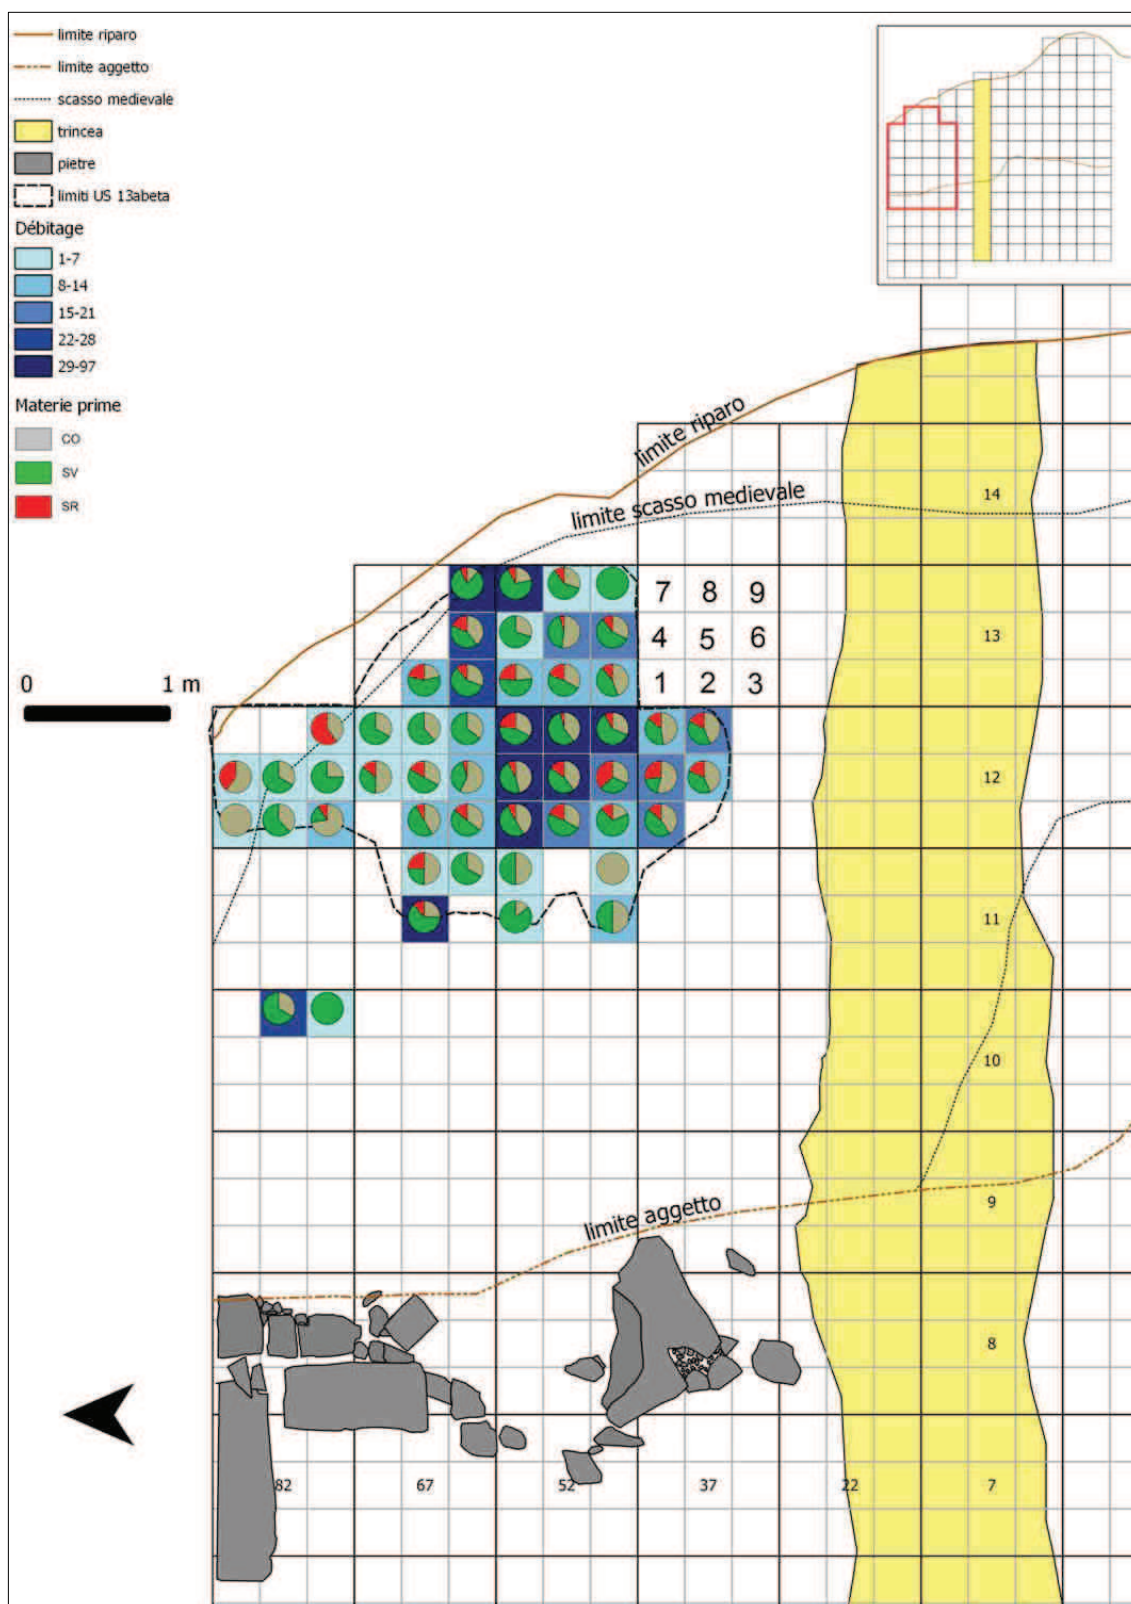 limite riparo
limite aggetto
scasso medievale
trincea
pietre
limiti US 13abeta
Débitage
1-7
8-14
15-21
22-28
29-97
Materie prime
CO
SV
SR
limite riparo
limite scasso medievale
14
7 8 9
4 5 6
1 2 3
13
0 1 m
12
11
10
limite aggetto
9
8
82 67 52 37 22 7